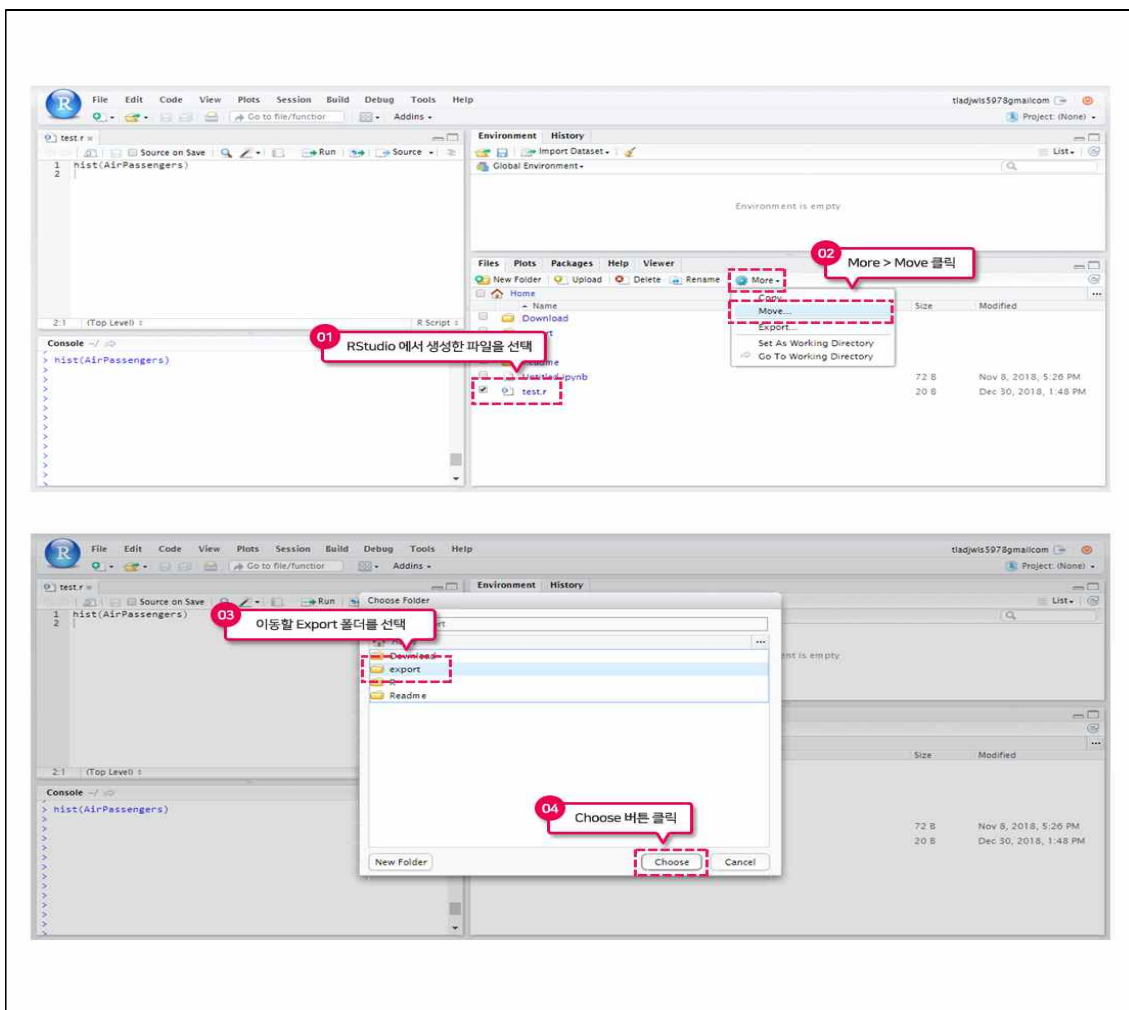 File Edit Code View Plots Session Build Debug Tools Help
tladjwls5978gmailcom
Go to file/function
Addins
Project: (None)
test.r
Source on Save
Run
Source
1 hist(AirPassengers)
2
2:1 (Top Level) R Script
Console ~/
> hist(AirPassengers)
>
>
>
>
>
>
>
>
>
>
>
Environment History
Import Dataset
List
Global Environment
Environment is empty
Files Plots Packages Help Viewer
New Folder Upload Delete Rename More
Home
Name Size Modified
Download
Untitled.ipynb 72 B Nov 8, 2018, 5:26 PM
test.r 20 B Dec 30, 2018, 1:48 PM
Copy
Move...
Export...
Set As Working Directory
Go To Working Directory
01 RStudio 에서 생성한 파일을 선택
02 More > Move 클릭
File Edit Code View Plots Session Build Debug Tools Help
tladjwls5978gmailcom
Go to file/function
Addins
Project: (None)
test.r
Source on Save
Run
1 hist(AirPassengers)
2
2:1 (Top Level)
Console ~/
> hist(AirPassengers)
>
>
>
>
>
>
>
>
>
>
>
Environment History
List
Size Modified
72 B Nov 8, 2018, 5:26 PM
20 B Dec 30, 2018, 1:48 PM
Choose Folder
03 이동할 Export 폴더를 선택
Download
export
R
Readme
04 Choose 버튼 클릭
New Folder Choose Cancel